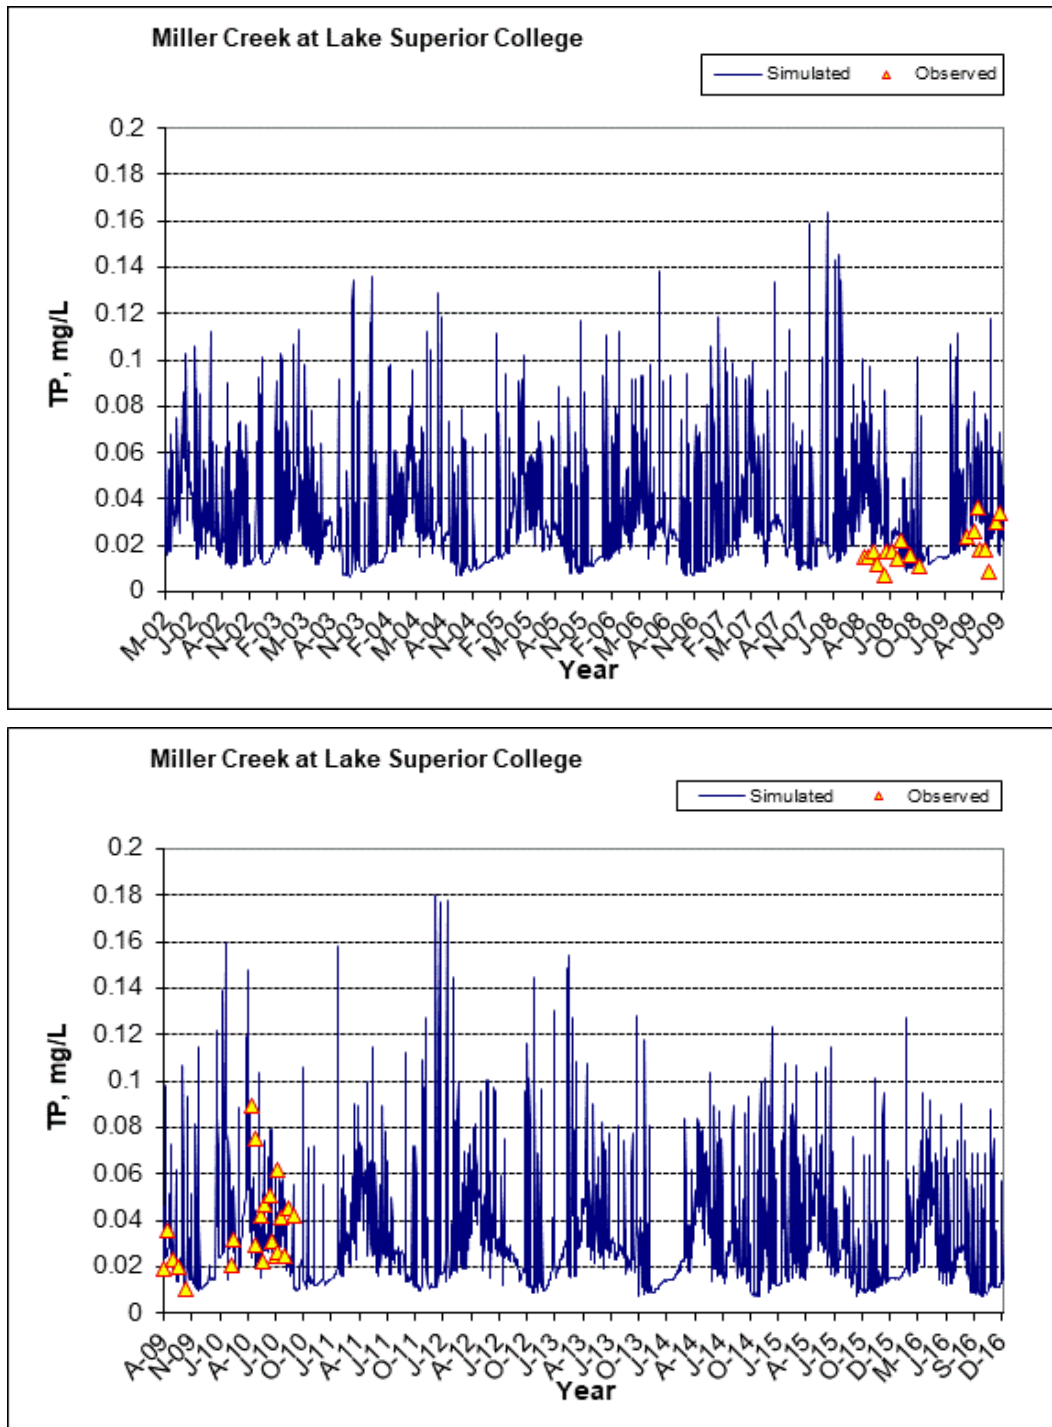 Miller Creek at Lake Superior College
Simulated Observed
0.2
0.18
0.16
0.14
0.12
0.1
0.08
0.06
0.04
0.02
0
TP, mg/L
M-02 J-02 A-02 N-02 F-03 M-03 A-03 N-03 F-04 M-04 A-04 N-04 F-05 M-05 A-05 N-05 F-06 M-06 A-06 N-06 F-07 M-07 A-07 N-07 J-08 A-08 J-08 O-08 J-09 A-09 J-09
Year
Miller Creek at Lake Superior College
Simulated Observed
0.2
0.18
0.16
0.14
0.12
0.1
0.08
0.06
0.04
0.02
0
TP, mg/L
A-09 N-09 J-10 A-10 J-10 O-10 J-11 A-11 J-11 O-11 J-12 A-12 J-12 O-12 J-13 A-13 J-13 O-13 J-14 A-14 J-14 O-14 J-15 A-15 J-15 O-15 D-15 M-16 J-16 S-16 D-16
Year